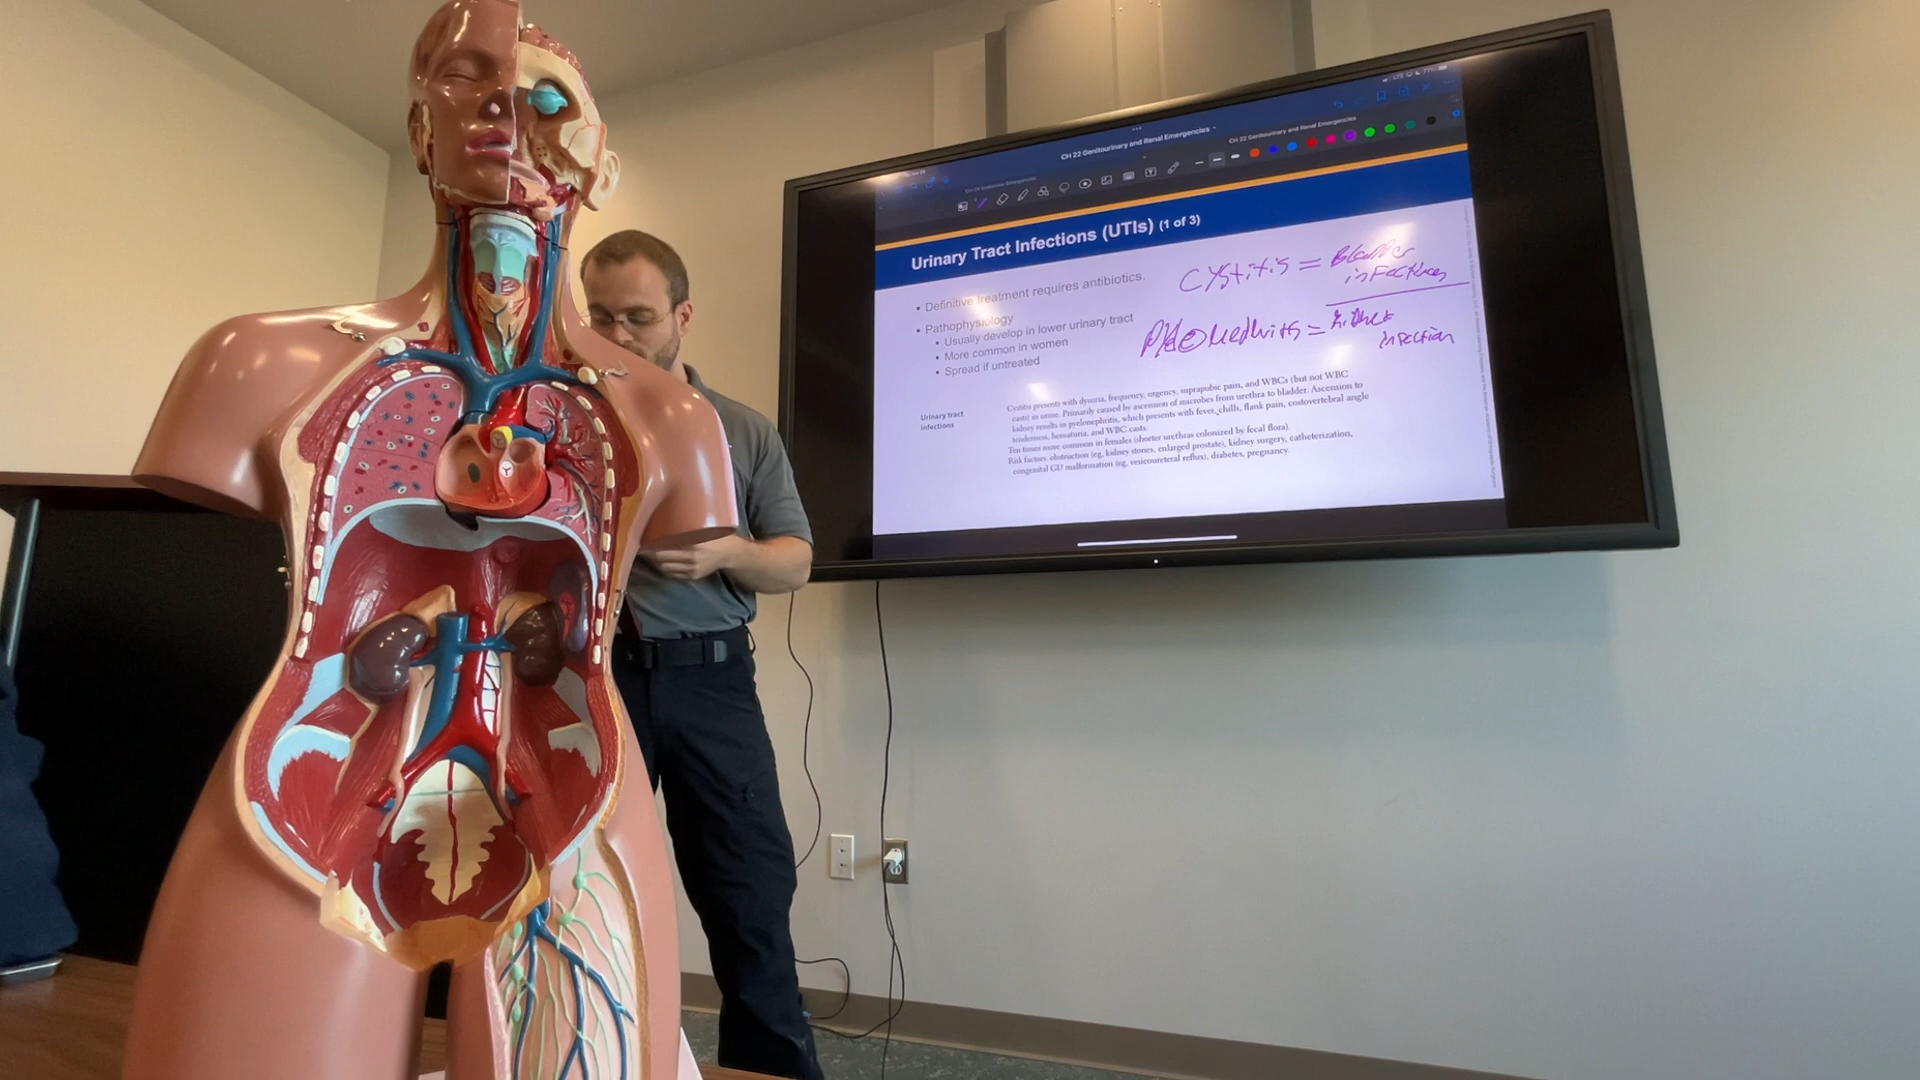 CH 22 Genitourinary and Renal Emergencies
CH 22 Genitourinary and Renal Emergencies
Urinary Tract Infections (UTIs) (1 of 3)
• Definitive treatment requires antibiotics.
• Pathophysiology
• Usually develop in lower urinary tract
• More common in women
• Spread if untreated
Cystitis = Bladder
infections
infection
Urinary tract
infections
Cystitis presents with dysuria, frequency, urgency, suprapubic pain, and WBCs (but not WBC
casts) in urine. Primarily caused by ascension of microbes from urethra to bladder. Ascension to
kidney results in pyelonephritis, which presents with fever, chills, flank pain, costovertebral angle
tenderness, hematuria, and WBC casts.
Ten times more common in females (shorter urethras colonized by fecal flora).
Risk factors: obstruction (eg, kidney stones, enlarged prostate), kidney surgery, catheterization,
congenital GU malformation (eg, vesicoureteral reflux), diabetes, pregnancy.